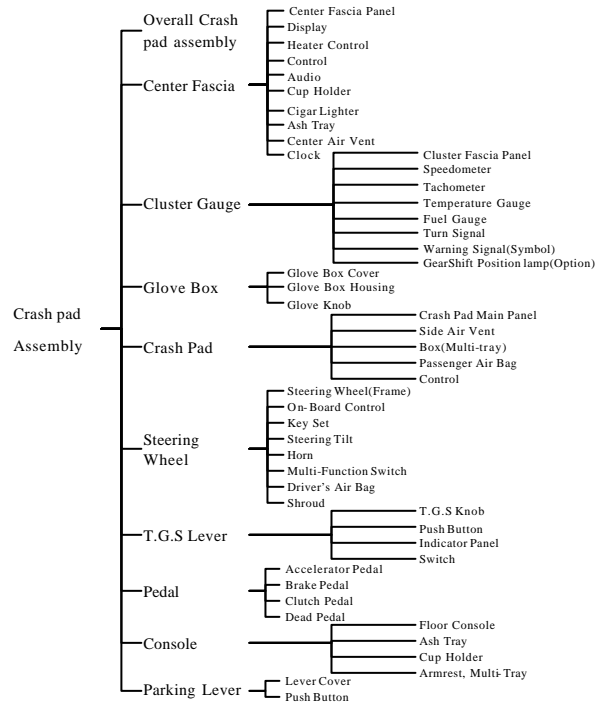 Crash pad
Assembly
Overall Crash
pad assembly
Center Fascia
Center Fascia Panel
Display
Heater Control
Control
Audio
Cup Holder
Cigar Lighter
Ash Tray
Center Air Vent
Clock
Cluster Gauge
Cluster Fascia Panel
Speedometer
Tachometer
Temperature Gauge
Fuel Gauge
Turn Signal
Warning Signal(Symbol)
GearShift Position lamp(Option)
Glove Box
Glove Box Cover
Glove Box Housing
Glove Knob
Crash Pad
Crash Pad Main Panel
Side Air Vent
Box(Multi-tray)
Passenger Air Bag
Control
Steering
Wheel
Steering Wheel(Frame)
On-Board Control
Key Set
Steering Tilt
Horn
Multi-Function Switch
Driver's Air Bag
Shroud
T.G.S Lever
T.G.S Knob
Push Button
Indicator Panel
Switch
Pedal
Accelerator Pedal
Brake Pedal
Clutch Pedal
Dead Pedal
Console
Floor Console
Ash Tray
Cup Holder
Armrest, Multi-Tray
Parking Lever
Lever Cover
Push Button